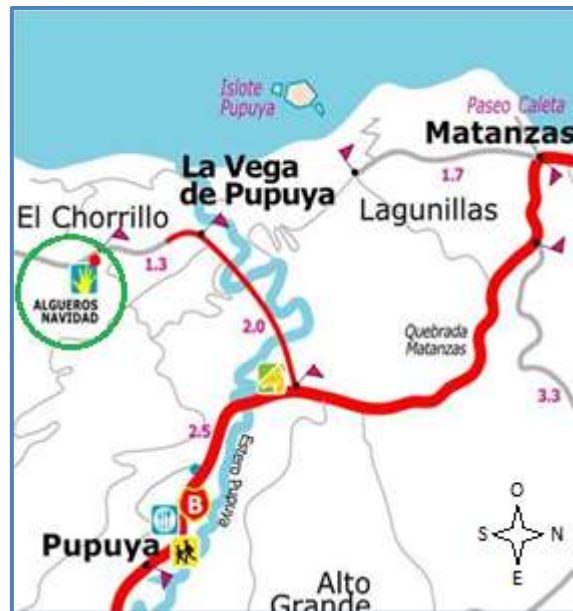 Islote
Pupuya
Paseo Caleta
Matanzas
La Vega
de Pupuya
1.7
El Chorrillo
Lagunillas
1.3
ALGUEROS
NAVIDAD
2.0
Quebrada
Matanzas
3.3
2.5
Estero Pupuya
B
O
S
N
E
Pupuya
Alto
Grande